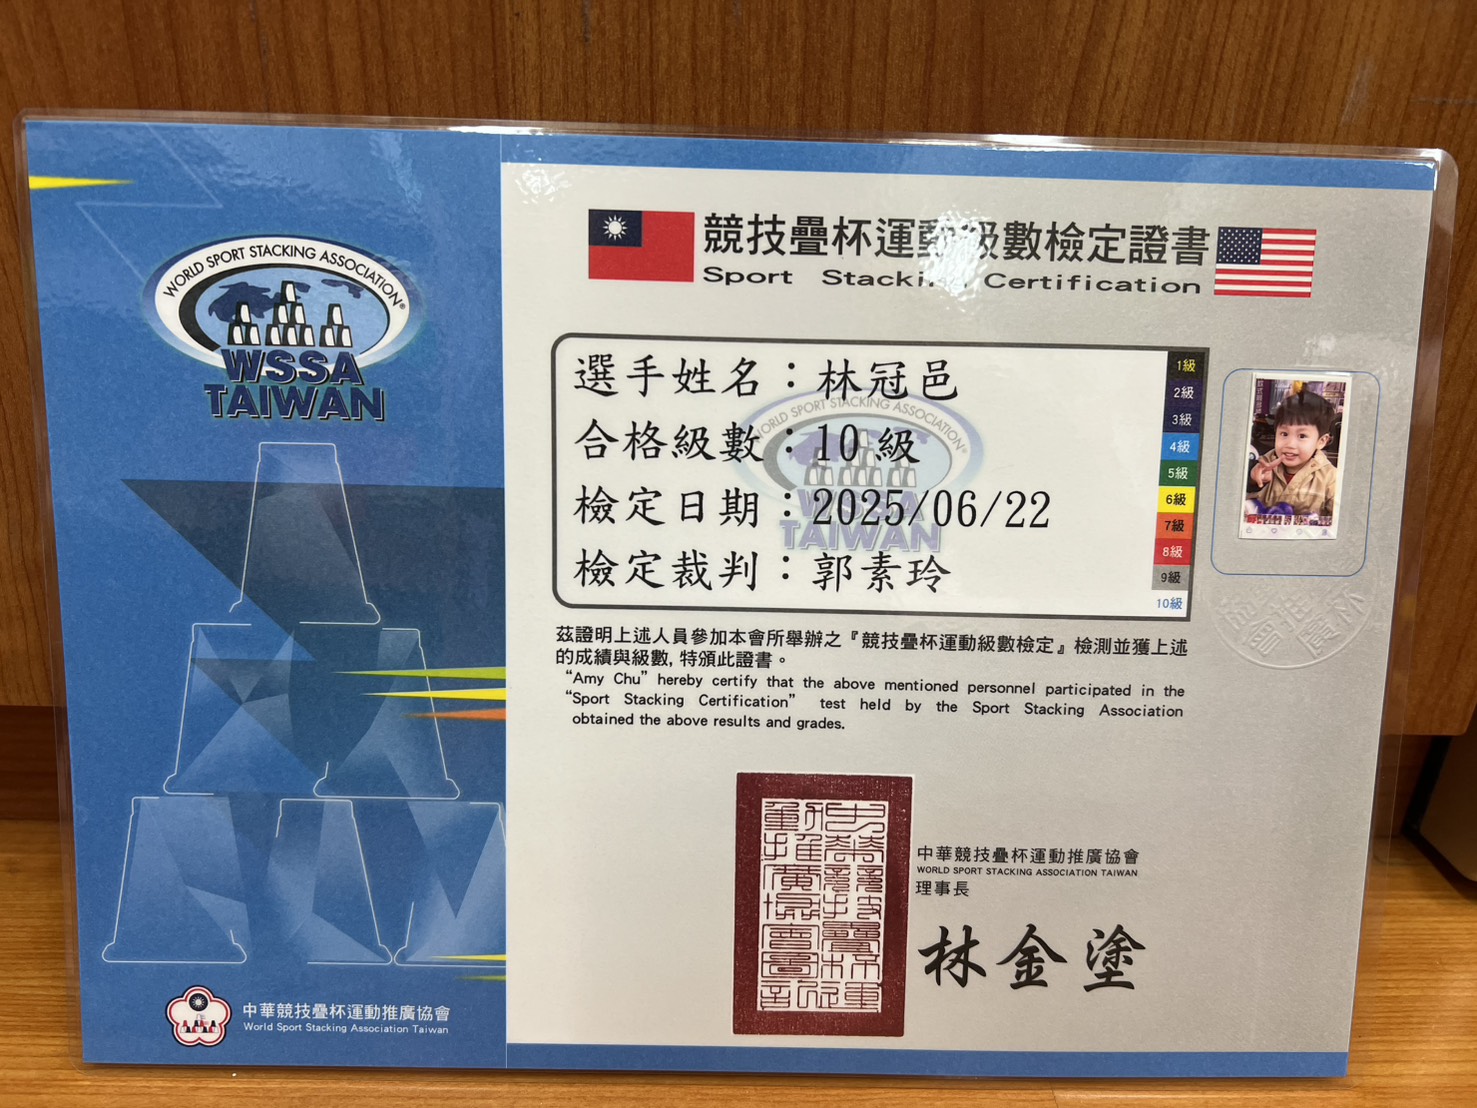 WORLD SPORT STACKING ASSOCIATION®
WSSA
TAIWAN
中華競技疊杯運動推廣協會
World Sport Stacking Association Taiwan
競技疊杯運動級數檢定證書
Sport Stacking Certification
選手姓名：林冠邑
合格級數：10級
檢定日期：2025/06/22
檢定裁判：郭素玲
WORLD SPORT STACKING ASSOCIATION
WSSA
TAIWAN
1級
2級
3級
4級
5級
6級
7級
8級
9級
10級
茲證明上述人員參加本會所舉辦之『競技疊杯運動級數檢定』檢測並獲上述
的成績與級數，特頒此證書。
“Amy Chu” hereby certify that the above mentioned personnel participated in the
“Sport Stacking Certification” test held by the Sport Stacking Association
obtained the above results and grades.
中華競技疊杯運動推廣協會
WORLD SPORT STACKING ASSOCIATION TAIWAN
理事長
林金塗